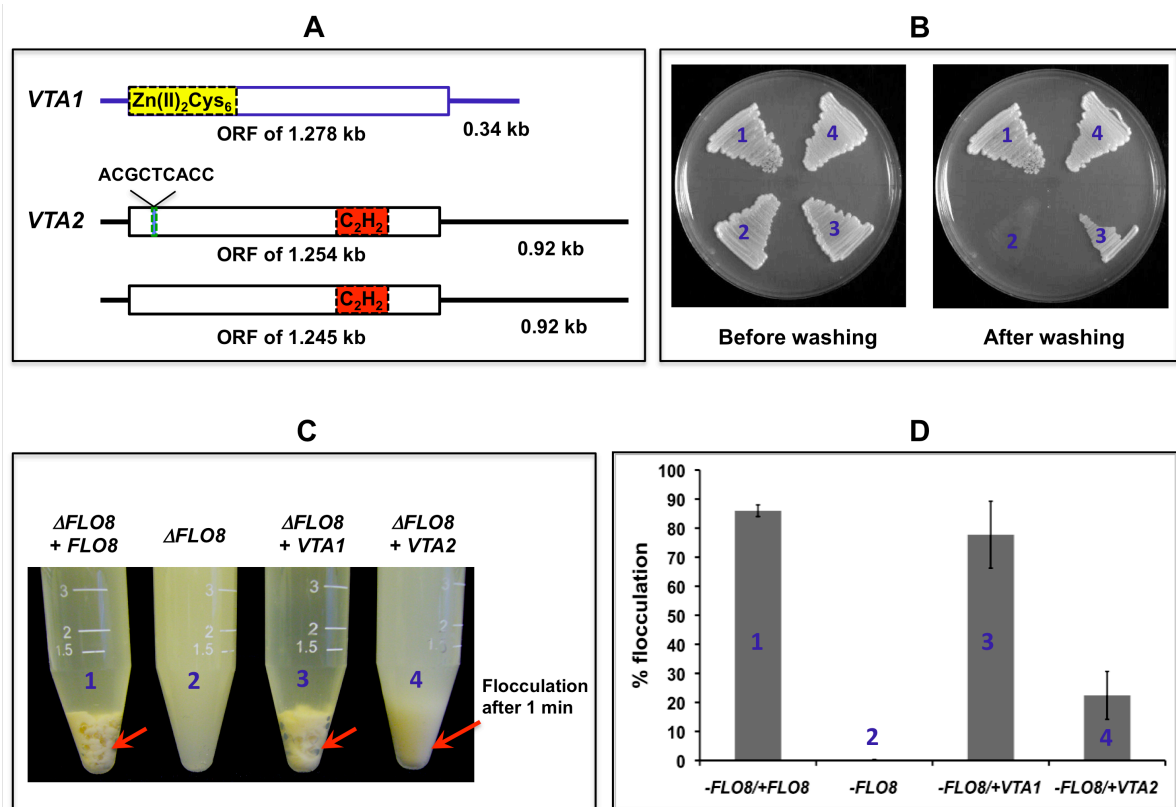 A
VTA1
Zn(II)2Cys6
ORF of 1.278 kb
0.34 kb
ACGCTCACC
VTA2
C2H2
ORF of 1.254 kb
0.92 kb
C2H2
ORF of 1.245 kb
0.92 kb
B
1
4
2
3
1
4
2
3
Before washing
After washing
C
ΔFLO8
+ FLO8
ΔFLO8
ΔFLO8
+ VTA1
ΔFLO8
+ VTA2
3
2
1.5
1
3
2
1.5
2
3
2
1.5
3
3
2
1.5
4
Flocculation
after 1 min
D
% flocculation
100
90
80
70
60
50
40
30
20
10
0
1
2
3
4
-FLO8/+FLO8
-FLO8
-FLO8/+VTA1
-FLO8/+VTA2